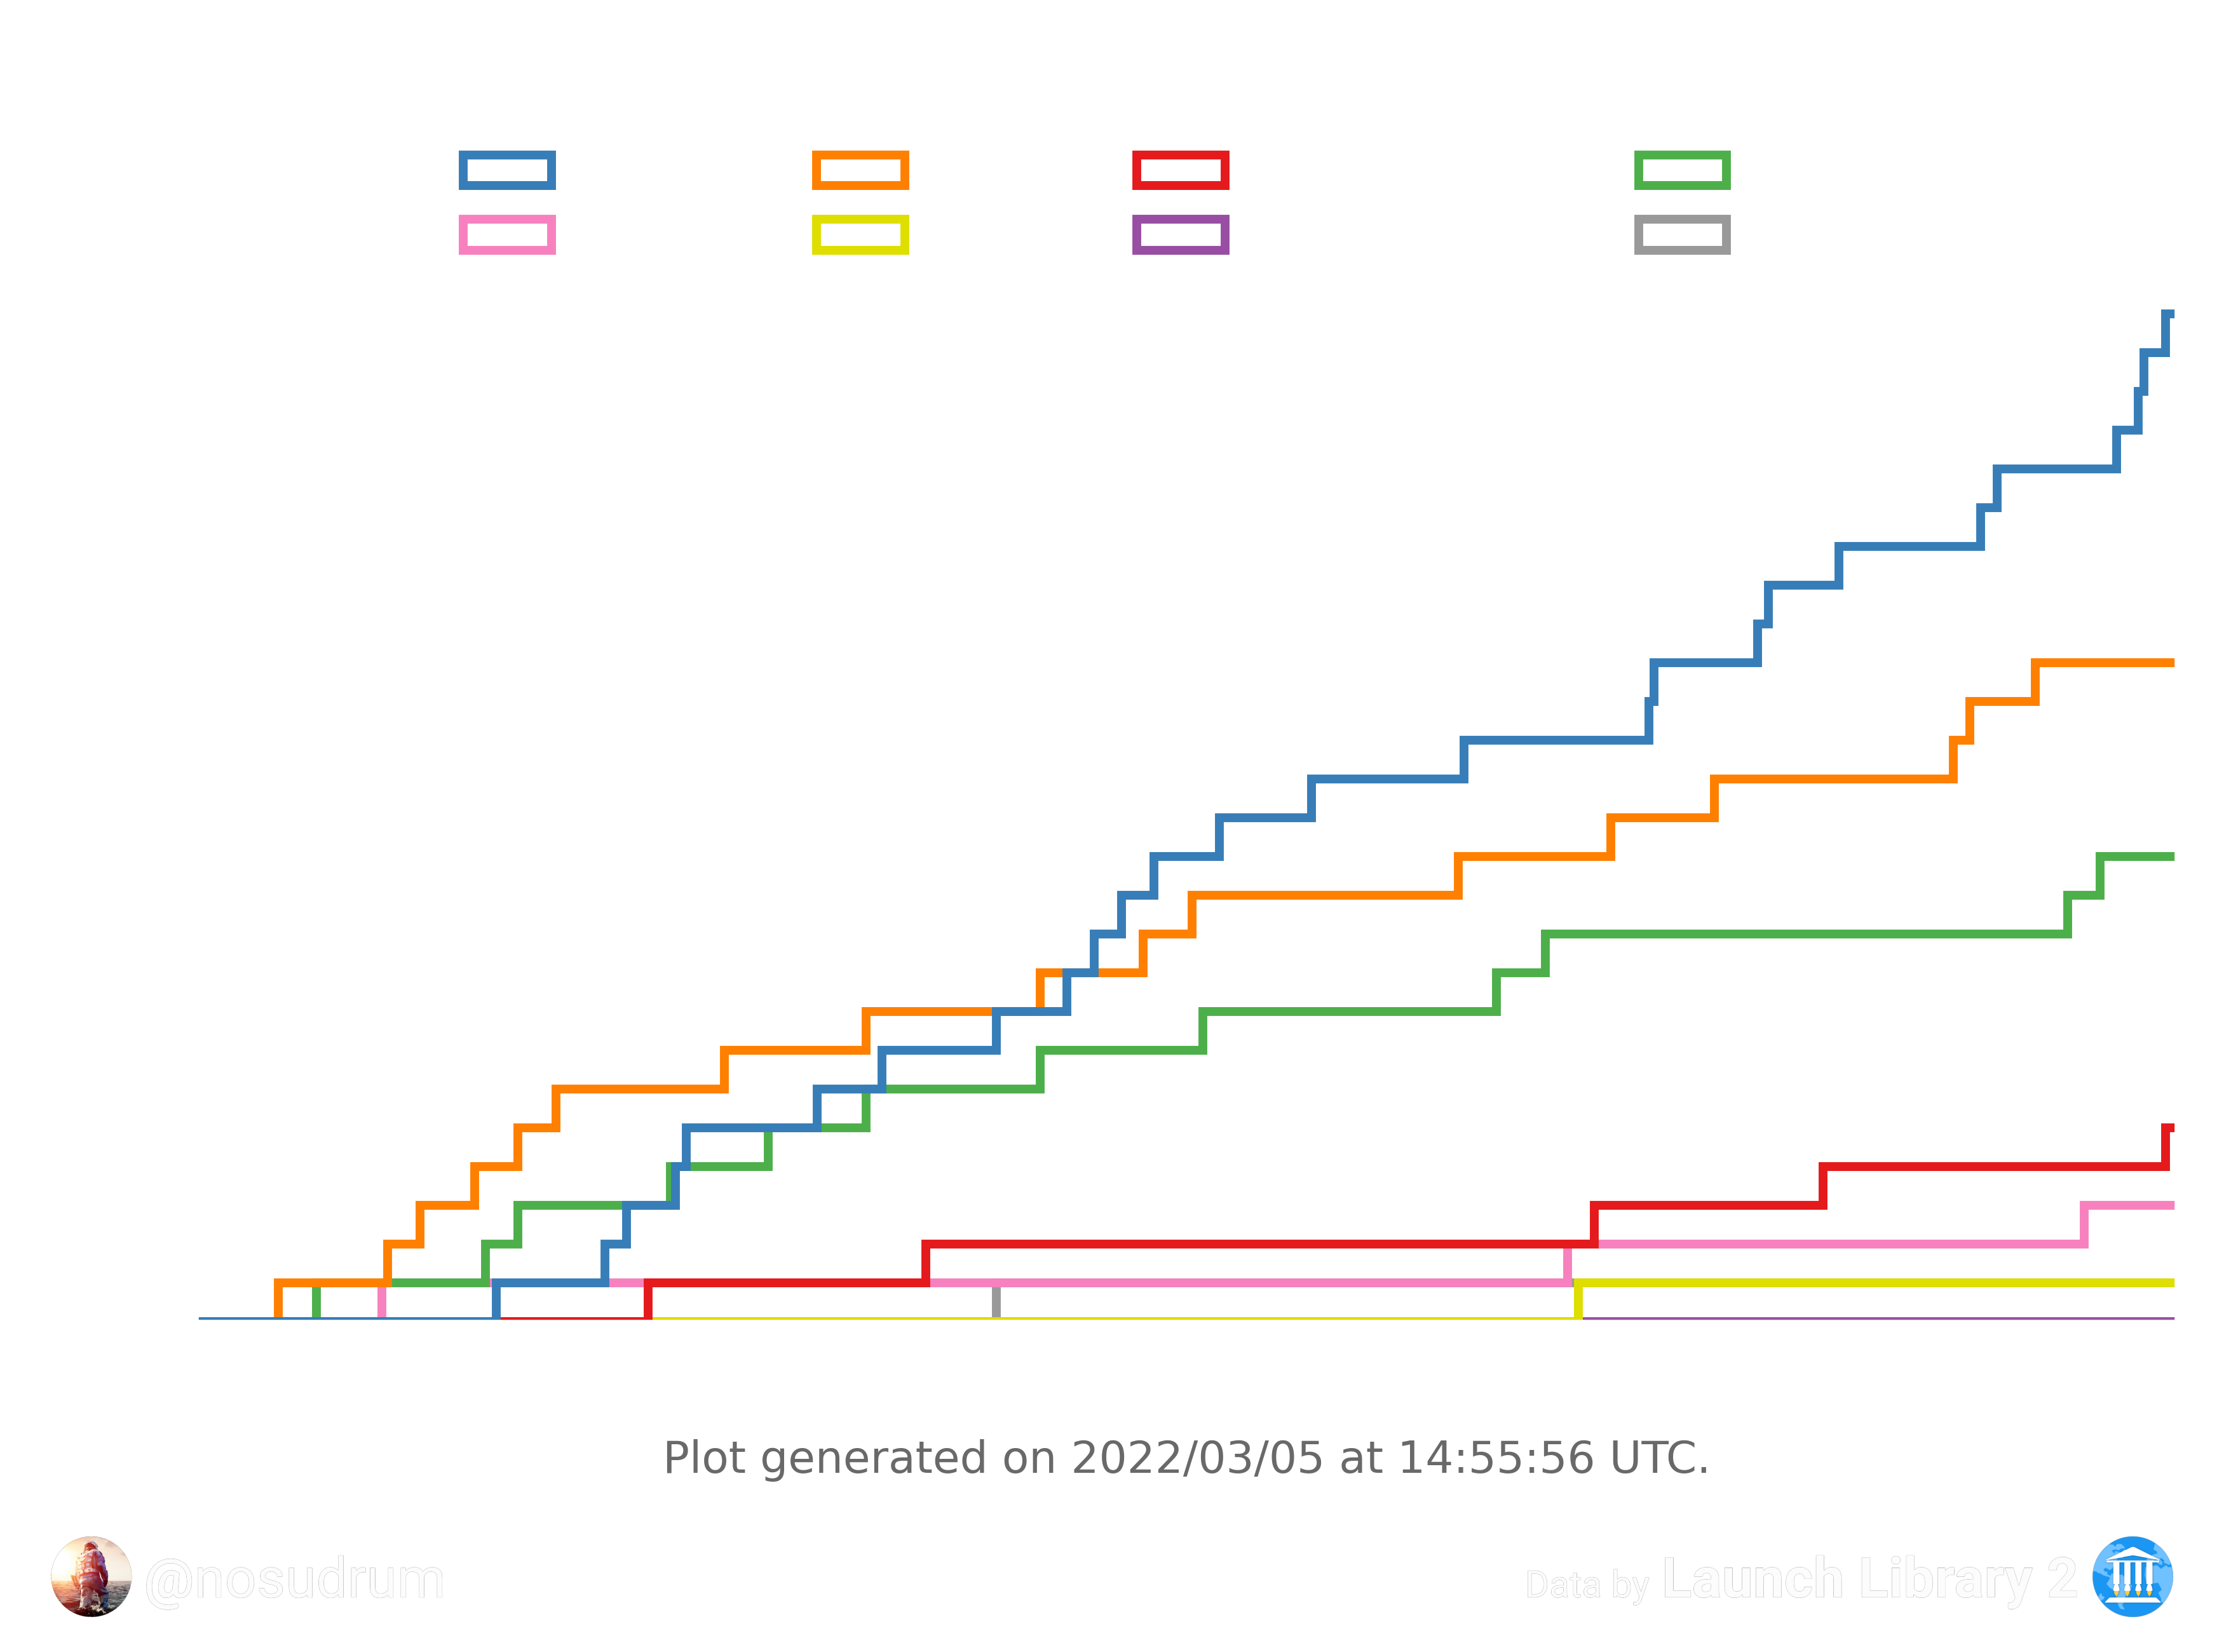 Plot generated on 2022/03/05 at 14:55:56 UTC.
@nosudrum
Data by Launch Library 2